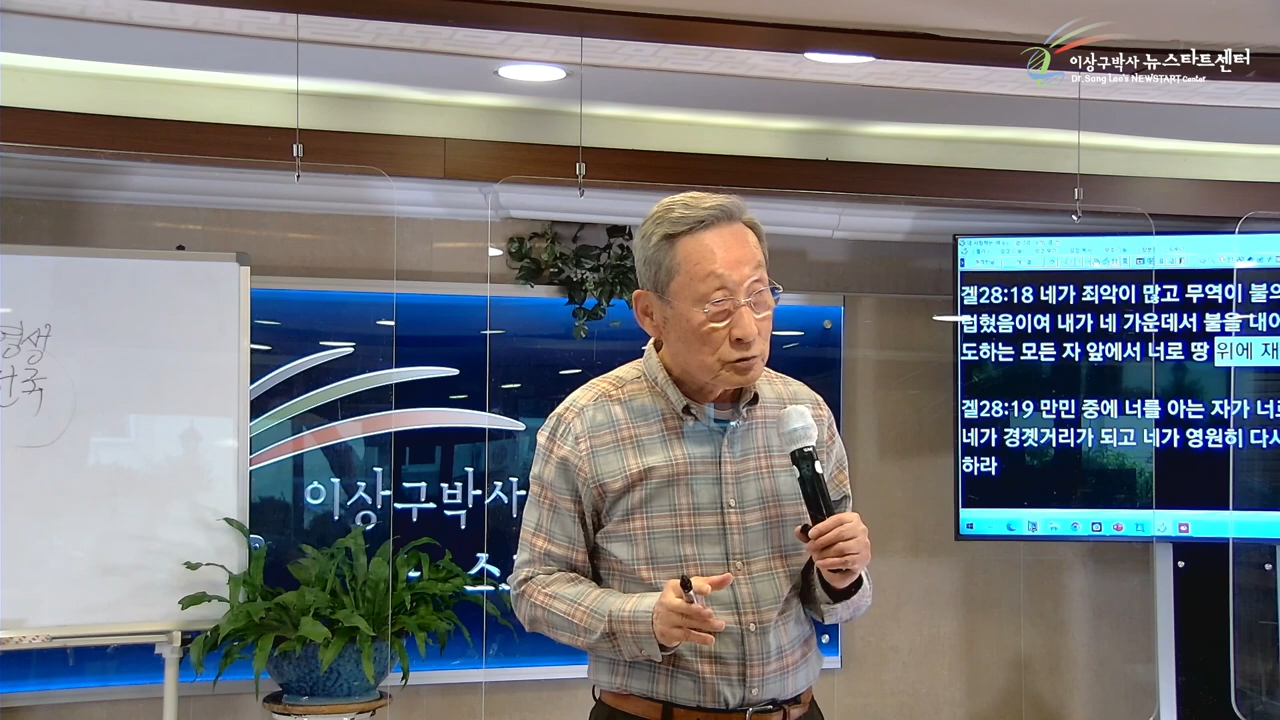 이상구박사 뉴스타트센터
Dr. Sang Lee's NEWSTART Center
영생
이상구박사
스
겔28:18 네가 죄악이 많고 무역이 불의
럽혔음이여 내가 네 가운데서 불을 내어
도하는 모든 자 앞에서 너로 땅 위에 재
겔28:19 만민 중에 너를 아는 자가 너로
네가 경곗거리가 되고 네가 영원히 다시
하라